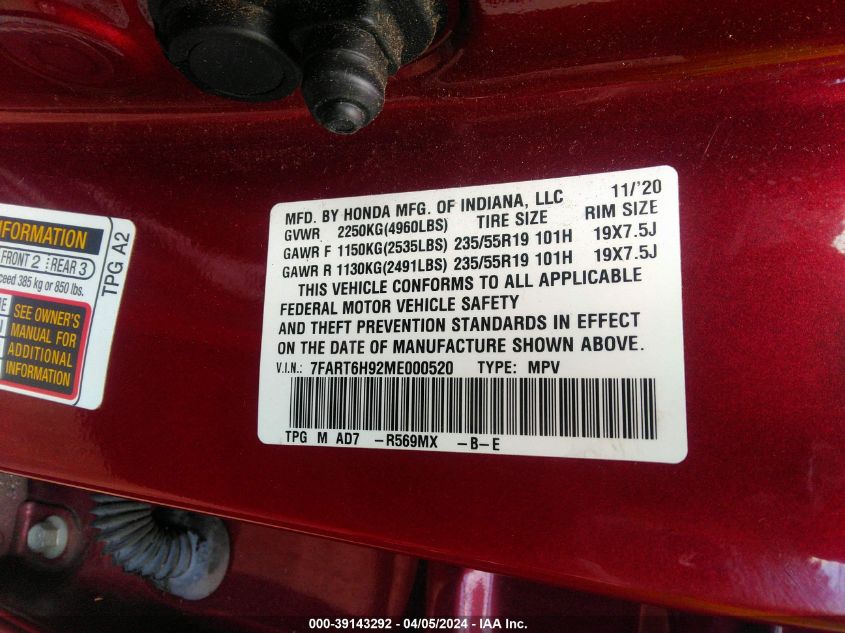 MFD. BY HONDA MFG. OF INDIANA, LLC 11/'20
GVWR 2250KG(4960LBS) TIRE SIZE RIM SIZE
GAWR F 1150KG(2535LBS) 235/55R19 101H 19X7.5J
GAWR R 1130KG(2491LBS) 235/55R19 101H 19X7.5J
THIS VEHICLE CONFORMS TO ALL APPLICABLE
FEDERAL MOTOR VEHICLE SAFETY
AND THEFT PREVENTION STANDARDS IN EFFECT
ON THE DATE OF MANUFACTURE SHOWN ABOVE.
V.I.N.: 7FART6H92ME000520 TYPE: MPV
TPG M AD7 -R569MX -B-E
FRONT 2 REAR 3
385 kg or 850 lbs.
SEE OWNER'S
MANUAL FOR
ADDITIONAL
INFORMATION
TPG A2
000-39143292 - 04/05/2024 - IAA Inc.